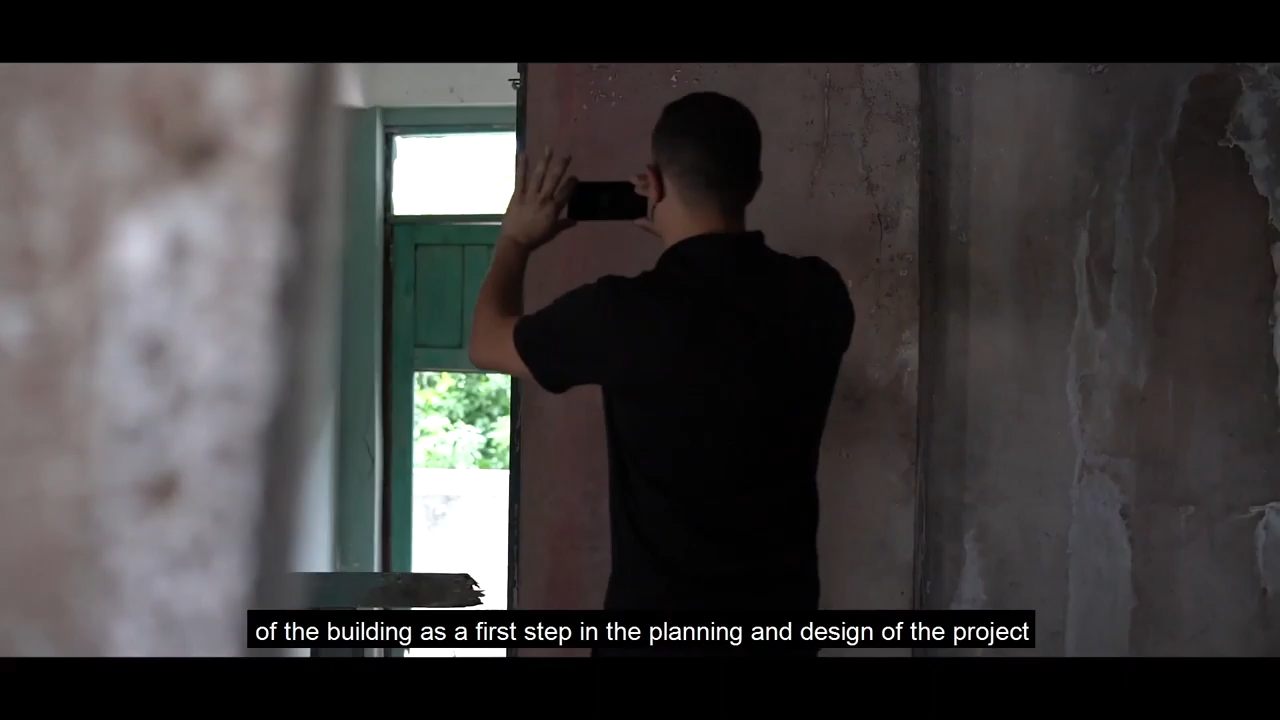 of the building as a first step in the planning and design of the project